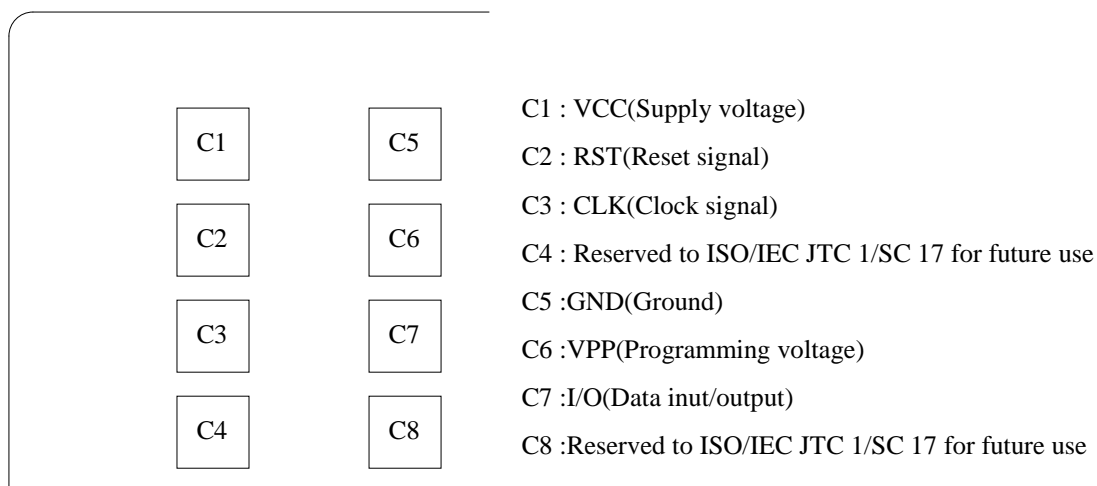 C1 C5
C2 C6
C3 C7
C4 C8
C1 : VCC(Supply voltage)
C2 : RST(Reset signal)
C3 : CLK(Clock signal)
C4 : Reserved to ISO/IEC JTC 1/SC 17 for future use
C5 :GND(Ground)
C6 :VPP(Programming voltage)
C7 :I/O(Data inut/output)
C8 :Reserved to ISO/IEC JTC 1/SC 17 for future use